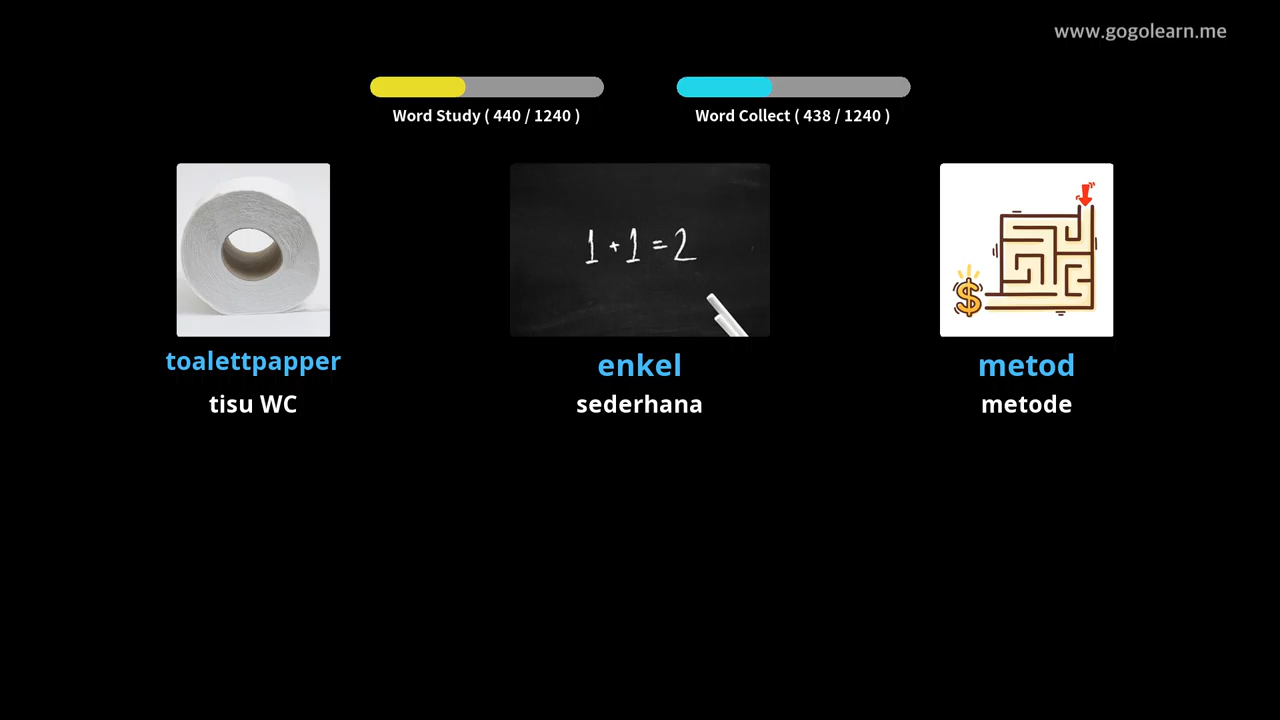 www.gogolearn.me
Word Study ( 440 / 1240 )
Word Collect ( 438 / 1240 )
1 + 1 = 2
toalettpapper
enkel
metod
tisu WC
sederhana
metode